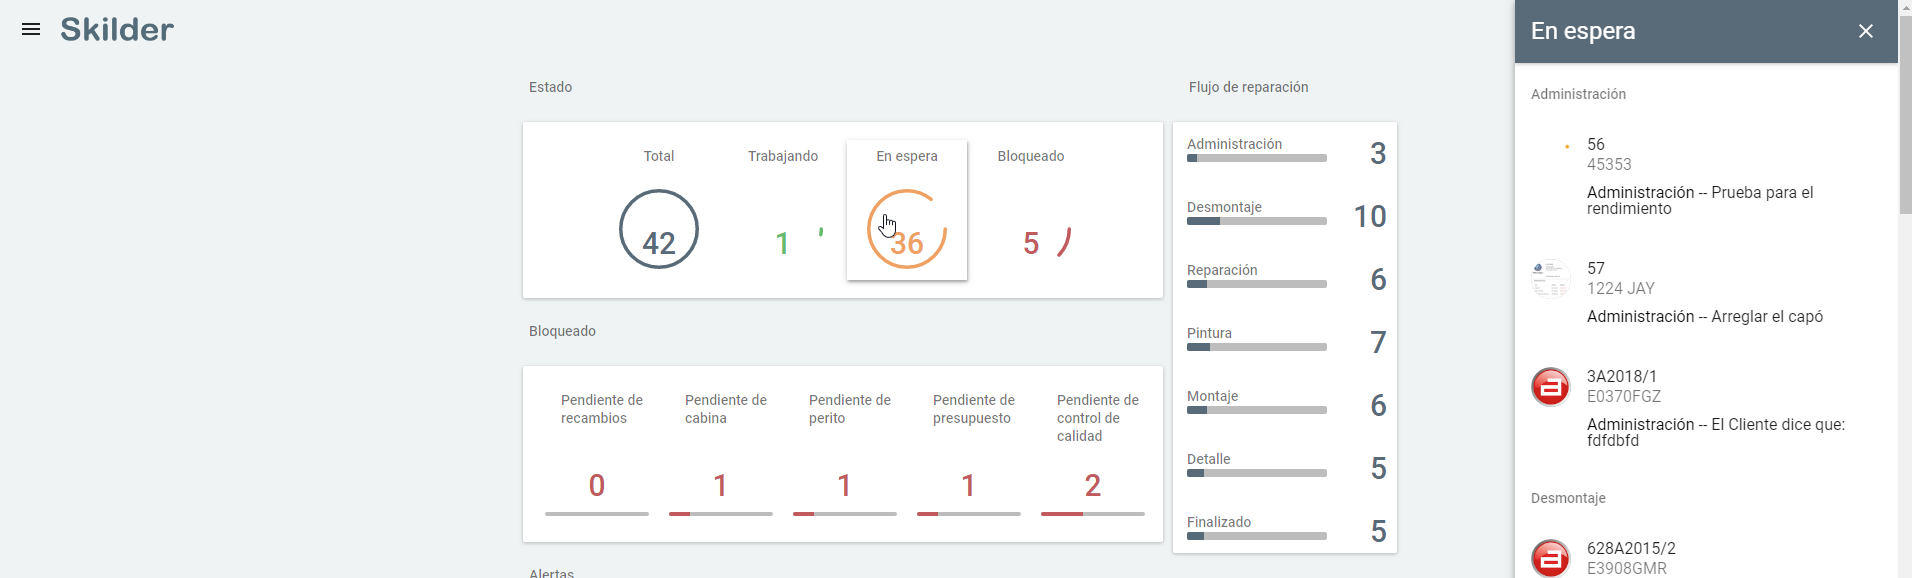 Skilder
Estado
Total
Trabajando
En espera
Bloqueado
42
1
36
5
Bloqueado
Pendiente de
recambios
Pendiente de
cabina
Pendiente de
perito
Pendiente de
presupuesto
Pendiente de
control de
calidad
0
1
1
1
2
Alertas
Flujo de reparación
Administración
3
Desmontaje
10
Reparación
6
Pintura
7
Montaje
6
Detalle
5
Finalizado
5
En espera
Administración
56
45353
Administración -- Prueba para el
rendimiento
57
1224 JAY
Administración -- Arreglar el capó
3A2018/1
E0370FGZ
Administración -- El Cliente dice que:
fdfdbfd
Desmontaje
628A2015/2
E3908GMR